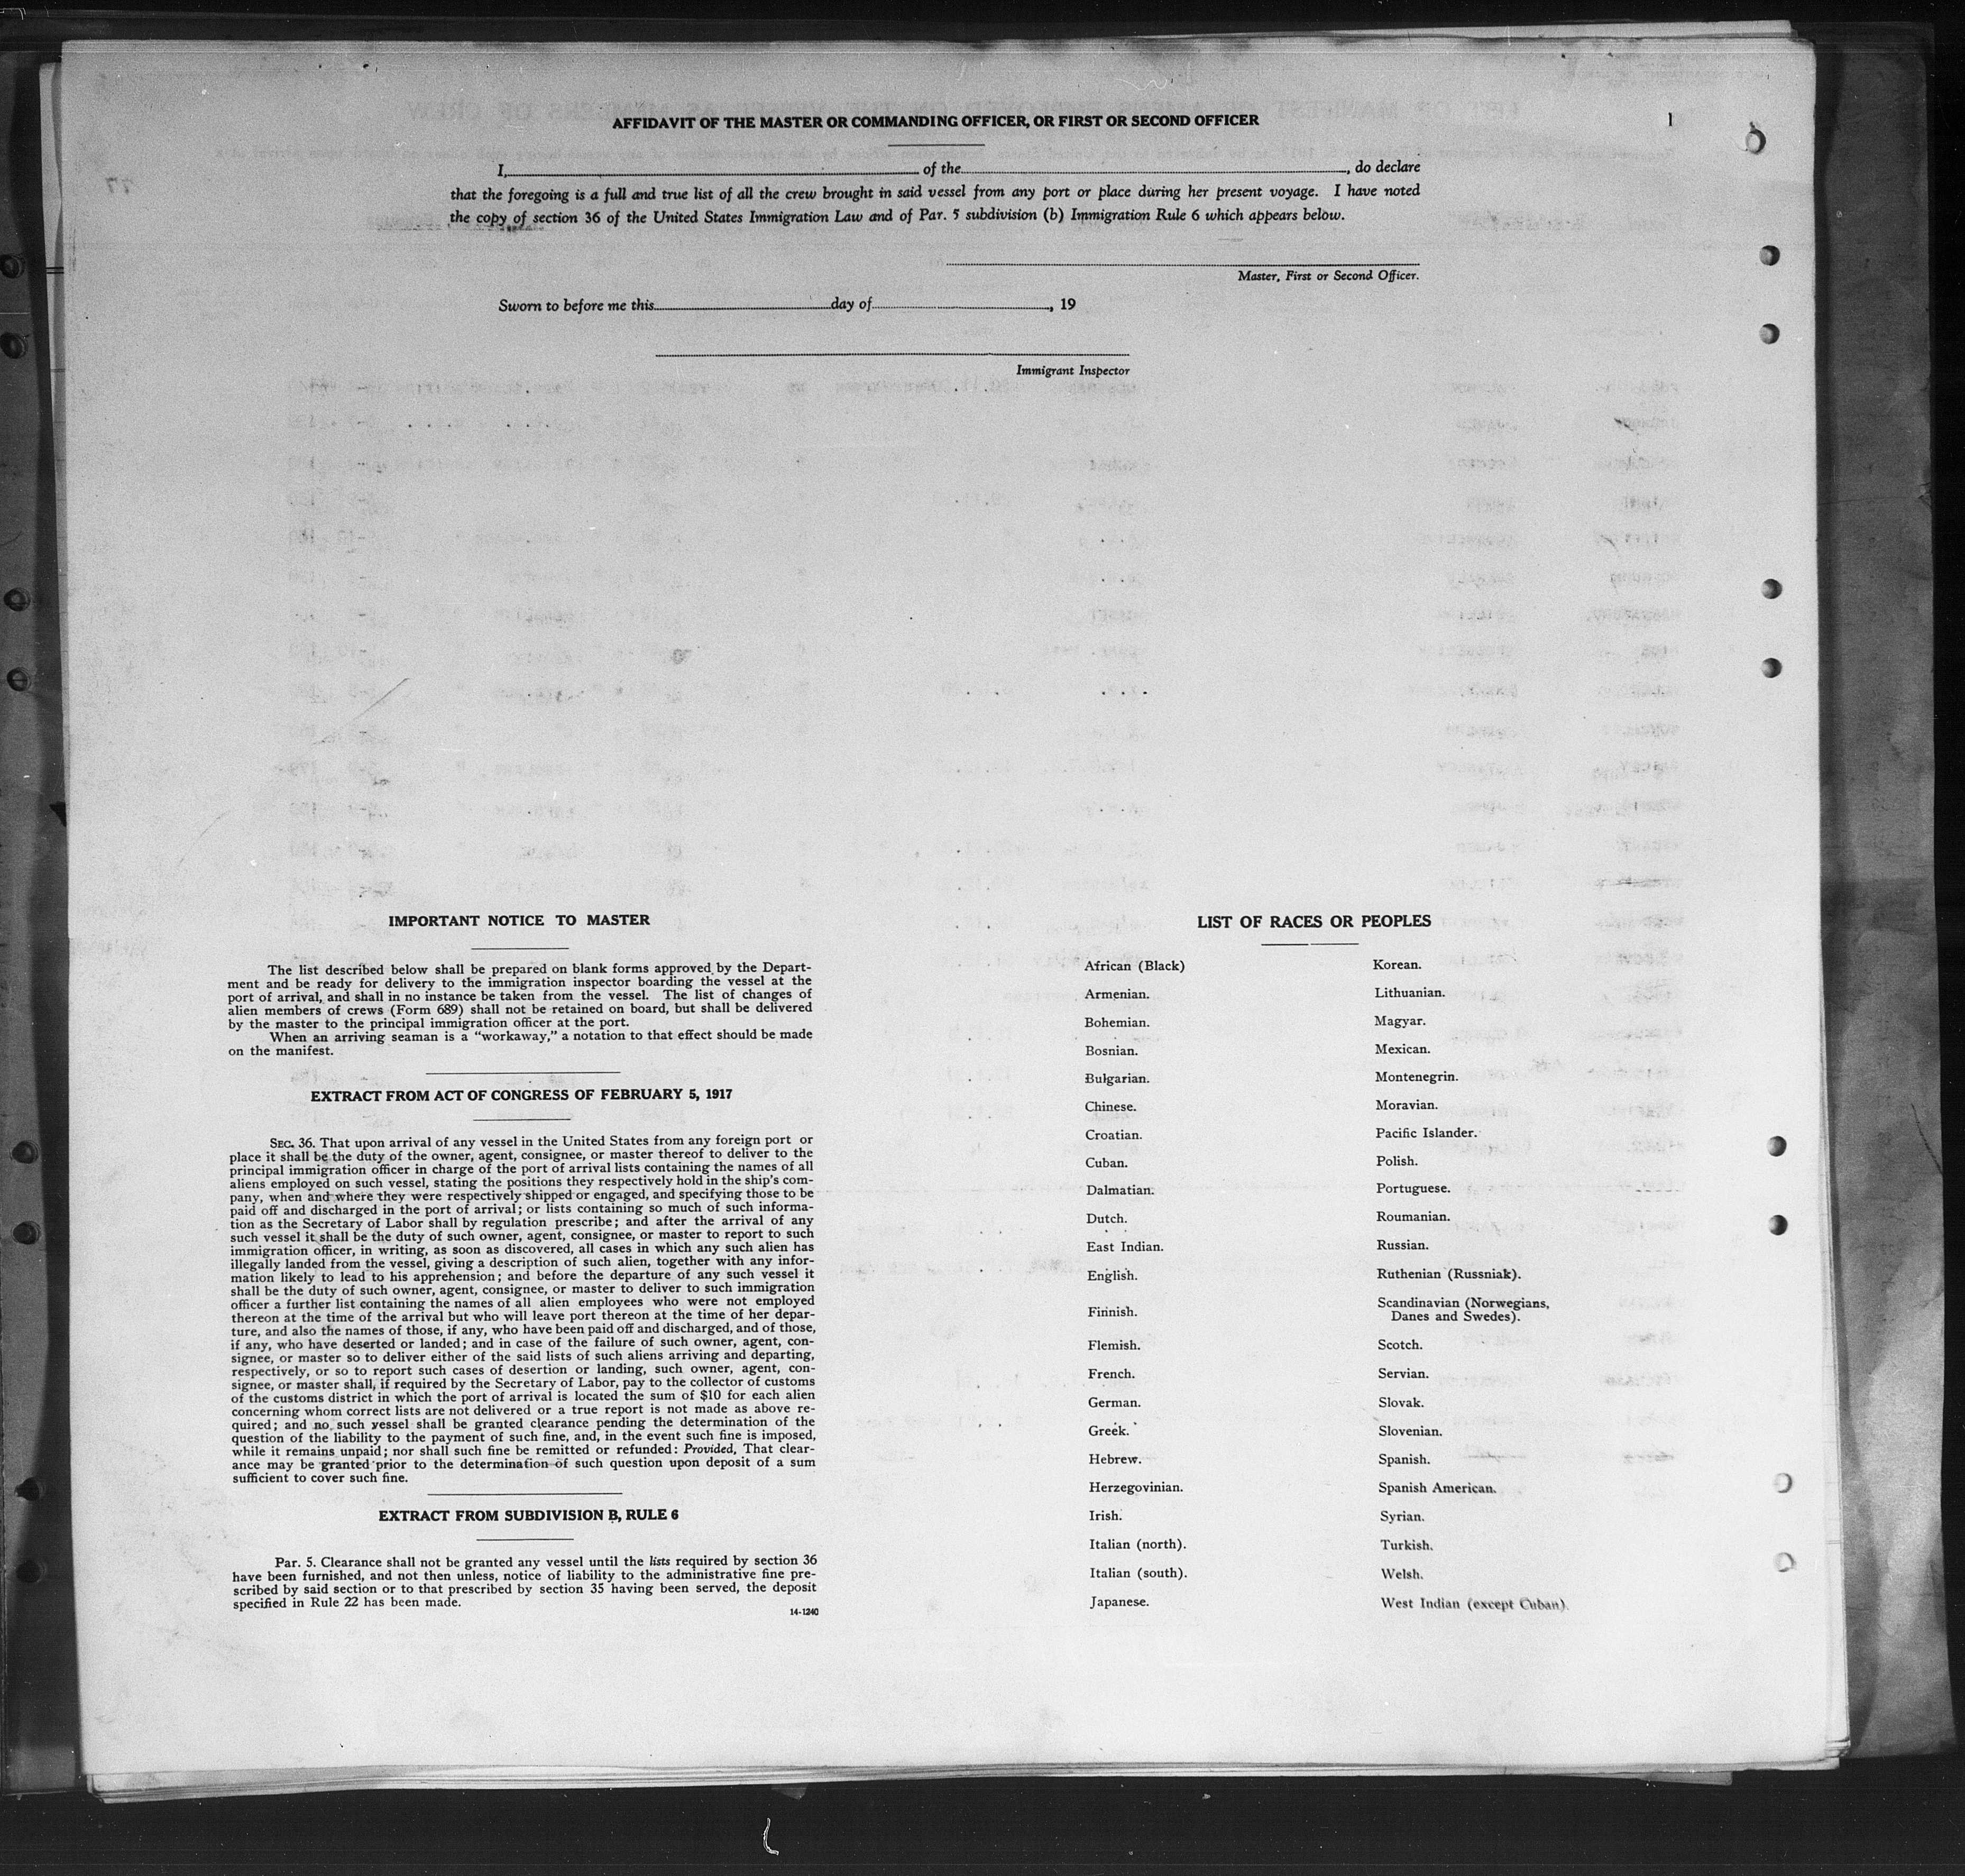 AFFIDAVIT OF THE MASTER OR COMMANDING OFFICER, OR FIRST OR SECOND OFFICER
1
I, of the , do declare
that the foregoing is a full and true list of all the crew brought in said vessel from any port or place during her present voyage. I have noted
the copy of section 36 of the United States Immigration Law and of Par. 5 subdivision (b) Immigration Rule 6 which appears below.
Master, First or Second Officer.
Sworn to before me this day of , 19
Immigrant Inspector
IMPORTANT NOTICE TO MASTER
The list described below shall be prepared on blank forms approved by the Depart-
ment and be ready for delivery to the immigration inspector boarding the vessel at the
port of arrival, and shall in no instance be taken from the vessel. The list of changes of
alien members of crews (Form 689) shall not be retained on board, but shall be delivered
by the master to the principal immigration officer at the port.
When an arriving seaman is a "workaway," a notation to that effect should be made
on the manifest.
EXTRACT FROM ACT OF CONGRESS OF FEBRUARY 5, 1917
SEC. 36. That upon arrival of any vessel in the United States from any foreign port or
place it shall be the duty of the owner, agent, consignee, or master thereof to deliver to the
principal immigration officer in charge of the port of arrival lists containing the names of all
aliens employed on such vessel, stating the positions they respectively hold in the ship's com-
pany, when and where they were respectively shipped or engaged, and specifying those to be
paid off and discharged in the port of arrival; or lists containing so much of such informa-
tion as the Secretary of Labor shall by regulation prescribe; and after the arrival of any
such vessel it shall be the duty of such owner, agent, consignee, or master to report to such
immigration officer, in writing, as soon as discovered, all cases in which any such alien has
illegally landed from the vessel, giving a description of such alien, together with any infor-
mation likely to lead to his apprehension; and before the departure of any such vessel it
shall be the duty of such owner, agent, consignee, or master to deliver to such immigration
officer a further list containing the names of all alien employees who were not employed
thereon at the time of the arrival but who will leave port thereon at the time of her depar-
ture, and also the names of those, if any, who have been paid off and discharged, and of those,
if any, who have deserted or landed; and in case of the failure of such owner, agent, con-
signee, or master so to deliver either of the said lists of such aliens arriving and departing,
respectively, or so to report such cases of desertion or landing, such owner, agent, con-
signee, or master shall, if required by the Secretary of Labor, pay to the collector of customs
of the customs district in which the port of arrival is located the sum of $10 for each alien
concerning whom correct lists are not delivered or a true report is not made as above re-
quired; and no such vessel shall be granted clearance pending the determination of the
question of the liability to the payment of such fine, and, in the event such fine is imposed,
while it remains unpaid; nor shall such fine be remitted or refunded: Provided, That clear-
ance may be granted prior to the determination of such question upon deposit of a sum
sufficient to cover such fine.
EXTRACT FROM SUBDIVISION B, RULE 6
Par. 5. Clearance shall not be granted any vessel until the lists required by section 36
have been furnished, and not then unless, notice of liability to the administrative fine pre-
scribed by said section or to that prescribed by section 35 having been served, the deposit
specified in Rule 22 has been made.
14-1240
LIST OF RACES OR PEOPLES
African (Black)
Armenian.
Bohemian.
Bosnian.
Bulgarian.
Chinese.
Croatian.
Cuban.
Dalmatian.
Dutch.
East Indian.
English.
Finnish.
Flemish.
French.
German.
Greek.
Hebrew.
Herzegovinian.
Irish.
Italian (north).
Italian (south).
Japanese.
Korean.
Lithuanian.
Magyar.
Mexican.
Montenegrin.
Moravian.
Pacific Islander.
Polish.
Portuguese.
Roumanian.
Russian.
Ruthenian (Russniak).
Scandinavian (Norwegians,
Danes and Swedes).
Scotch.
Servian.
Slovak.
Slovenian.
Spanish.
Spanish American.
Syrian.
Turkish.
Welsh.
West Indian (except Cuban).